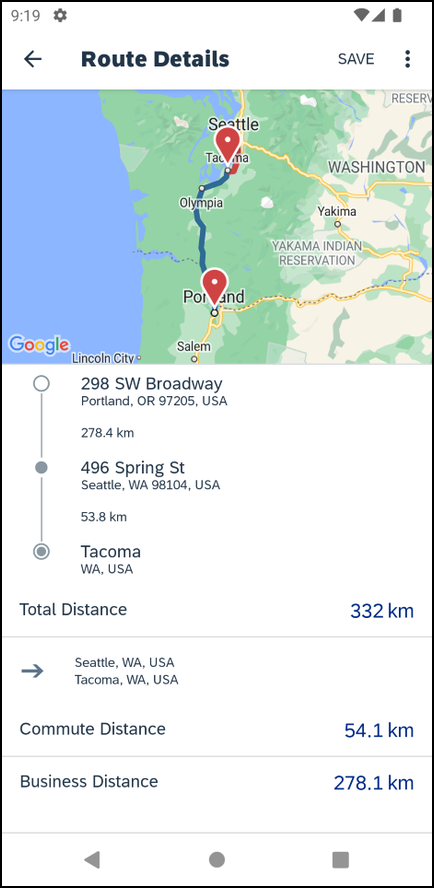 9:19
Route Details
SAVE
RESERV
Seattle
Tacoma
WASHINGTON
Olympia
Yakima
YAKAMA INDIAN
RESERVATION
Portland
Salem
Google
Lincoln City
298 SW Broadway
Portland, OR 97205, USA
278.4 km
496 Spring St
Seattle, WA 98104, USA
53.8 km
Tacoma
WA, USA
Total Distance
332 km
Seattle, WA, USA
Tacoma, WA, USA
Commute Distance
54.1 km
Business Distance
278.1 km